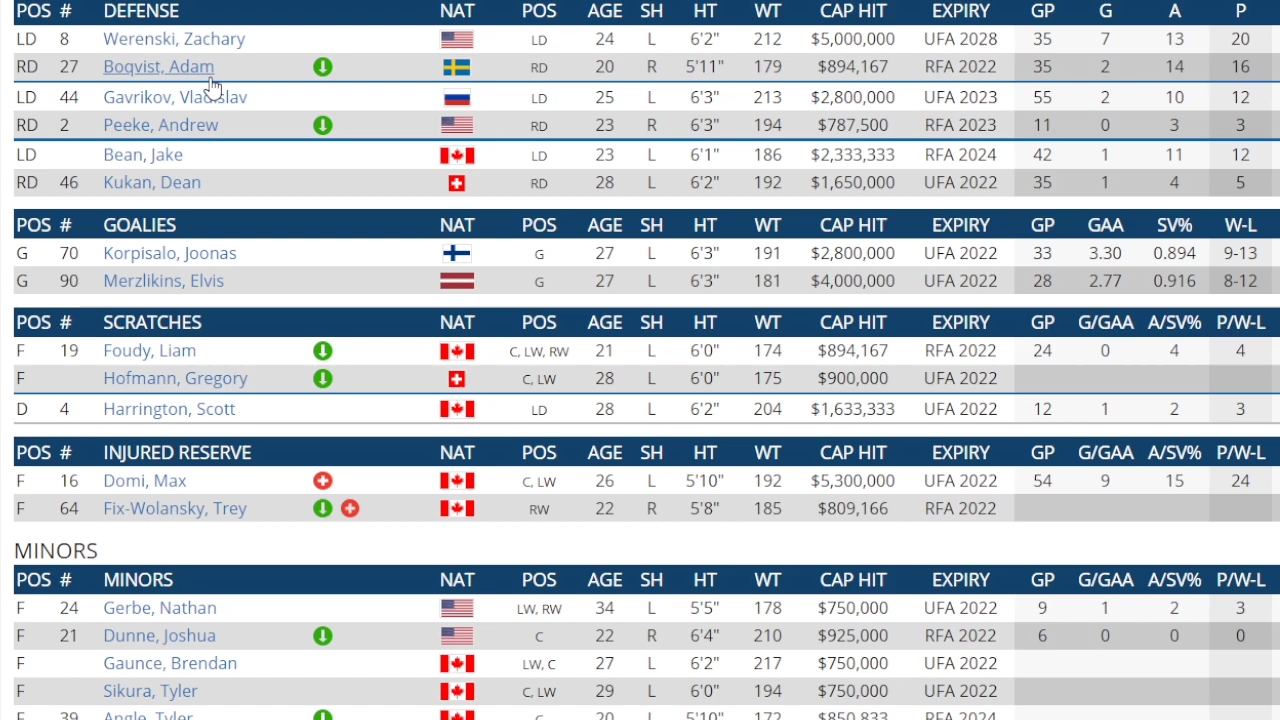 POS # DEFENSE NAT POS AGE SH HT WT CAP HIT EXPIRY GP G A P
LD 8 Werenski, Zachary LD 24 L 6'2" 212 $5,000,000 UFA 2028 35 7 13 20
RD 27 Boqvist, Adam RD 20 R 5'11" 179 $894,167 RFA 2022 35 2 14 16
LD 44 Gavrikov, Vladislav LD 25 L 6'3" 213 $2,800,000 UFA 2023 55 2 10 12
RD 2 Peeke, Andrew RD 23 R 6'3" 194 $787,500 RFA 2023 11 0 3 3
LD Bean, Jake LD 23 L 6'1" 186 $2,333,333 RFA 2024 42 1 11 12
RD 46 Kukan, Dean RD 28 L 6'2" 192 $1,650,000 UFA 2022 35 1 4 5
POS # GOALIES NAT POS AGE SH HT WT CAP HIT EXPIRY GP GAA SV% W-L
G 70 Korpisalo, Joonas G 27 L 6'3" 191 $2,800,000 UFA 2022 33 3.30 0.894 9-13
G 90 Merzlikins, Elvis G 27 L 6'3" 181 $4,000,000 UFA 2022 28 2.77 0.916 8-12
POS # SCRATCHES NAT POS AGE SH HT WT CAP HIT EXPIRY GP G/GAA A/SV% P/W-L
F 19 Foudy, Liam C, LW, RW 21 L 6'0" 174 $894,167 RFA 2022 24 0 4 4
F Hofmann, Gregory C, LW 28 L 6'0" 175 $900,000 UFA 2022
D 4 Harrington, Scott LD 28 L 6'2" 204 $1,633,333 UFA 2022 12 1 2 3
POS # INJURED RESERVE NAT POS AGE SH HT WT CAP HIT EXPIRY GP G/GAA A/SV% P/W-L
F 16 Domi, Max C, LW 26 L 5'10" 192 $5,300,000 UFA 2022 54 9 15 24
F 64 Fix-Wolansky, Trey RW 22 R 5'8" 185 $809,166 RFA 2022
MINORS
POS # MINORS NAT POS AGE SH HT WT CAP HIT EXPIRY GP G/GAA A/SV% P/W-L
F 24 Gerbe, Nathan LW, RW 34 L 5'5" 178 $750,000 UFA 2022 9 1 2 3
F 21 Dunne, Joshua C 22 R 6'4" 210 $925,000 RFA 2022 6 0 0 0
F Gaunce, Brendan LW, C 27 L 6'2" 217 $750,000 UFA 2022
F Sikura, Tyler C, LW 29 L 6'0" 194 $750,000 UFA 2022
F 39 Angle, Tyler C 20 L 5'10" 172 $850,833 RFA 2024